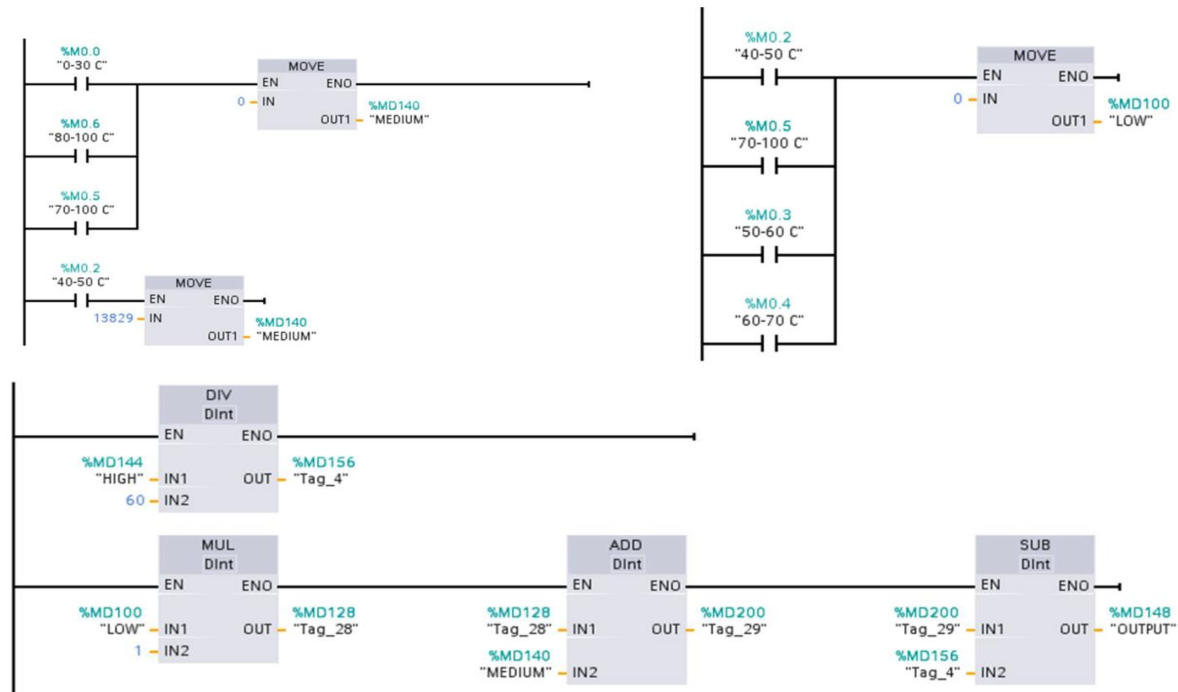 %M0.0
"0-30 C"
MOVE
EN ENO
0 IN
%MD140
OUT1 "MEDIUM"
%M0.6
"80-100 C"
%M0.5
"70-100 C"
%M0.2
"40-50 C"
MOVE
EN ENO
13829 IN
%MD140
OUT1 "MEDIUM"
%M0.2
"40-50 C"
MOVE
EN ENO
0 IN
%MD100
OUT1 "LOW"
%M0.5
"70-100 C"
%M0.3
"50-60 C"
%M0.4
"60-70 C"
DIV
DInt
EN ENO
%MD144 %MD156
"HIGH" IN1 OUT "Tag_4"
60 IN2
MUL
DInt
EN ENO
%MD100 %MD128
"LOW" IN1 OUT "Tag_28"
1 IN2
ADD
DInt
EN ENO
%MD128 %MD200
"Tag_28" IN1 OUT "Tag_29"
%MD140
"MEDIUM" IN2
SUB
DInt
EN ENO
%MD200 %MD148
"Tag_29" IN1 OUT "OUTPUT"
%MD156
"Tag_4" IN2